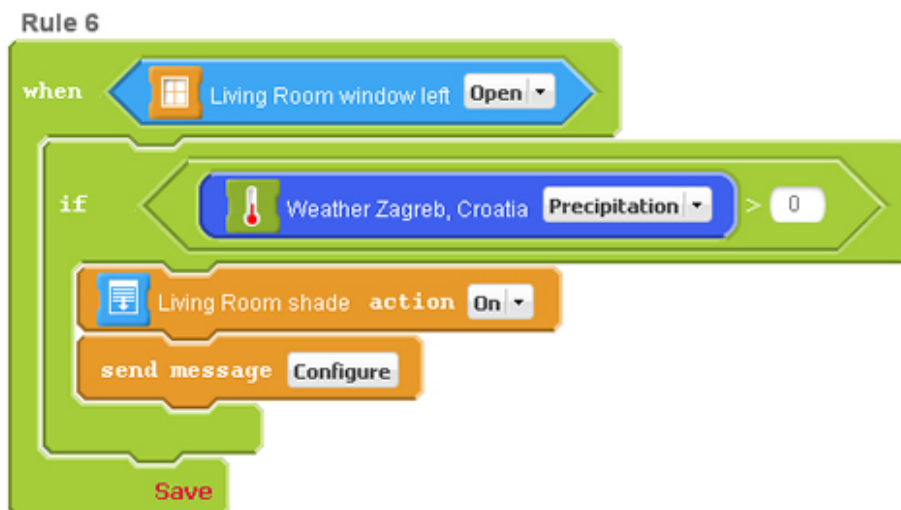 Rule 6
when Living Room window left Open
if Weather Zagreb, Croatia Precipitation > 0
Living Room shade action On
send message Configure
Save